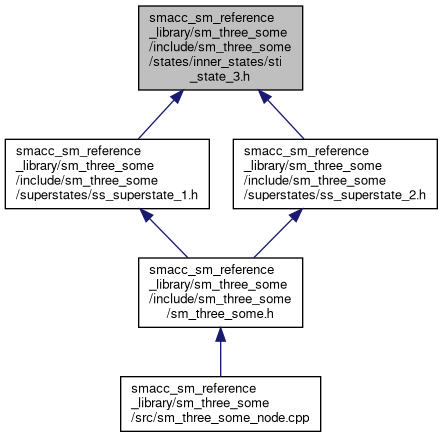 smacc_sm_reference
_library/sm_three_some
/include/sm_three_some
/states/inner_states/sti
_state_3.h
smacc_sm_reference
_library/sm_three_some
/include/sm_three_some
/superstates/ss_superstate_1.h
smacc_sm_reference
_library/sm_three_some
/include/sm_three_some
/superstates/ss_superstate_2.h
smacc_sm_reference
_library/sm_three_some
/include/sm_three_some
/sm_three_some.h
smacc_sm_reference
_library/sm_three_some
/src/sm_three_some_node.cpp